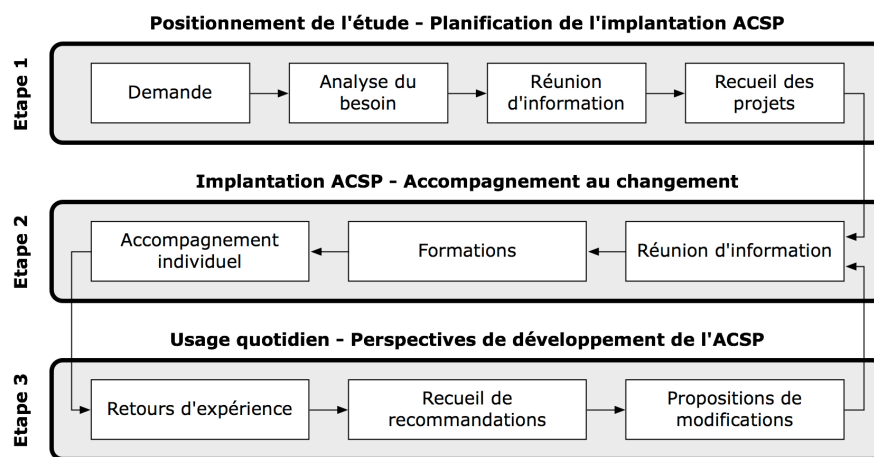 Positionnement de l'étude - Planification de l'implantation ACSP
Etape 1
Demande
Analyse du
besoin
Réunion
d'information
Recueil des
projets
Implantation ACSP - Accompagnement au changement
Etape 2
Accompagnement
individuel
Formations
Réunion d'information
Usage quotidien - Perspectives de développement de l'ACSP
Etape 3
Retours d'expérience
Recueil de
recommandations
Propositions de
modifications